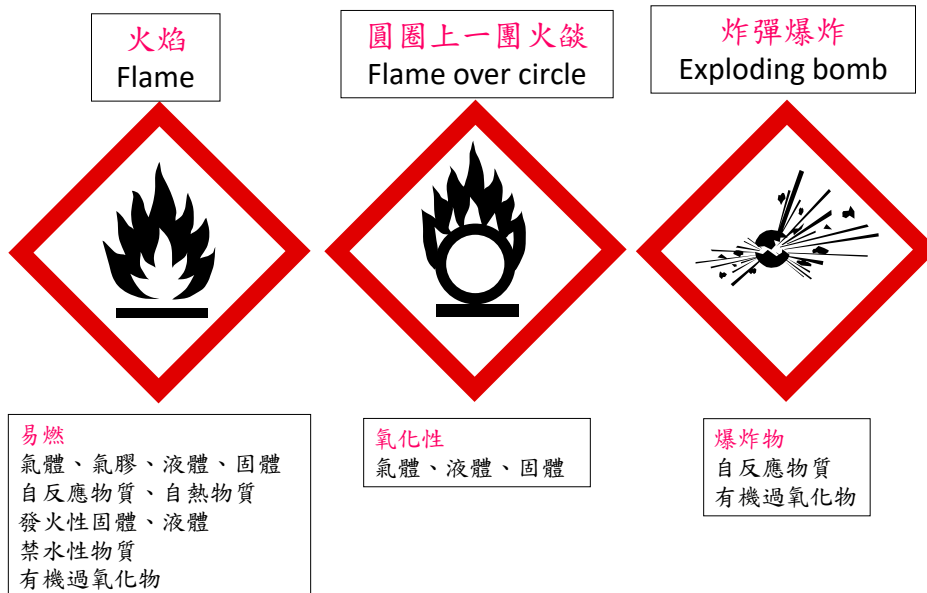 火焰
Flame
圓圈上一團火燄
Flame over circle
炸彈爆炸
Exploding bomb
易燃
氣體、氣膠、液體、固體
自反應物質、自熱物質
發火性固體、液體
禁水性物質
有機過氧化物
氧化性
氣體、液體、固體
爆炸物
自反應物質
有機過氧化物